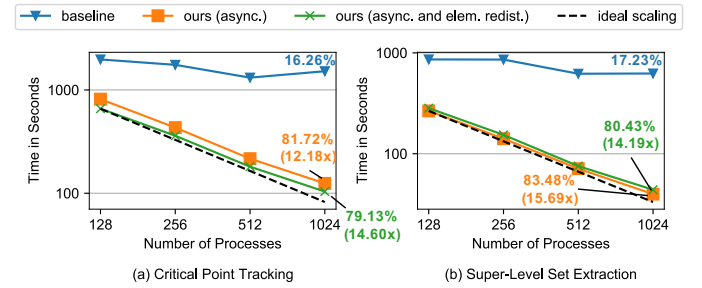 baseline ours (async.) ours (async. and elem. redist.) ideal scaling
Time in Seconds
1000
100
16.26%
81.72%
(12.18x)
79.13%
(14.60x)
128 256 512 1024
Number of Processes
(a) Critical Point Tracking
Time in Seconds
1000
100
17.23%
80.43%
(14.19x)
83.48%
(15.69x)
128 256 512 1024
Number of Processes
(b) Super-Level Set Extraction